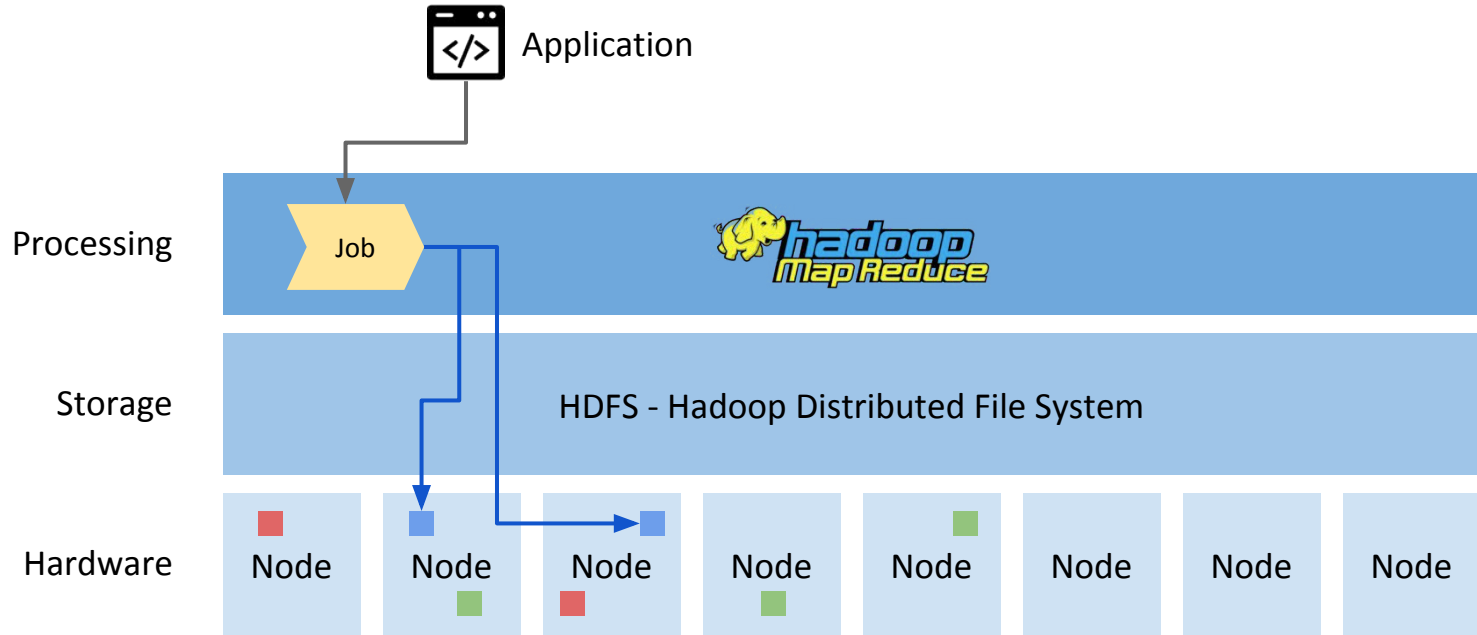 </>
Application
Processing
Job
hadoop
Map Reduce
Storage
HDFS - Hadoop Distributed File System
Hardware
Node Node Node Node Node Node Node Node